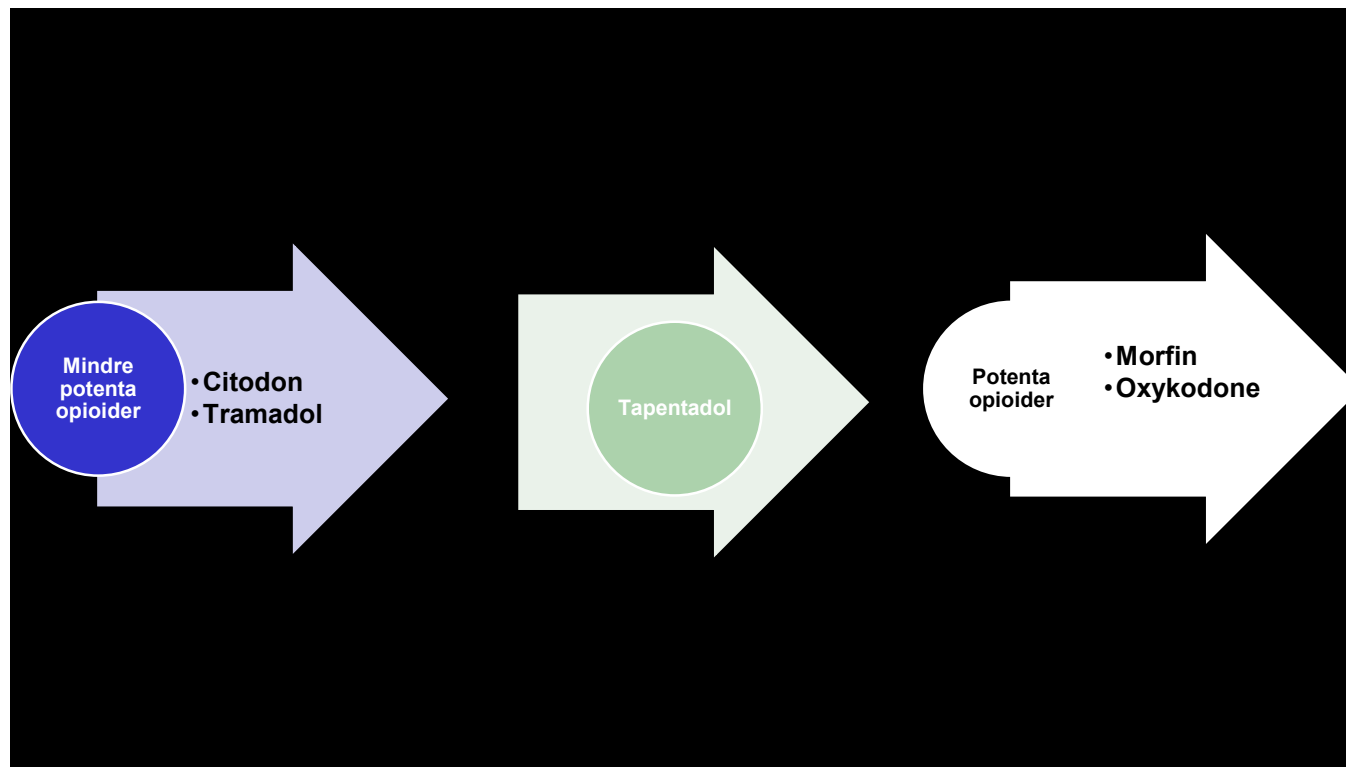 Mindre
potenta
opioider
•Citodon
•Tramadol
Tapentadol
Potenta
opioider
•Morfin
•Oxykodone